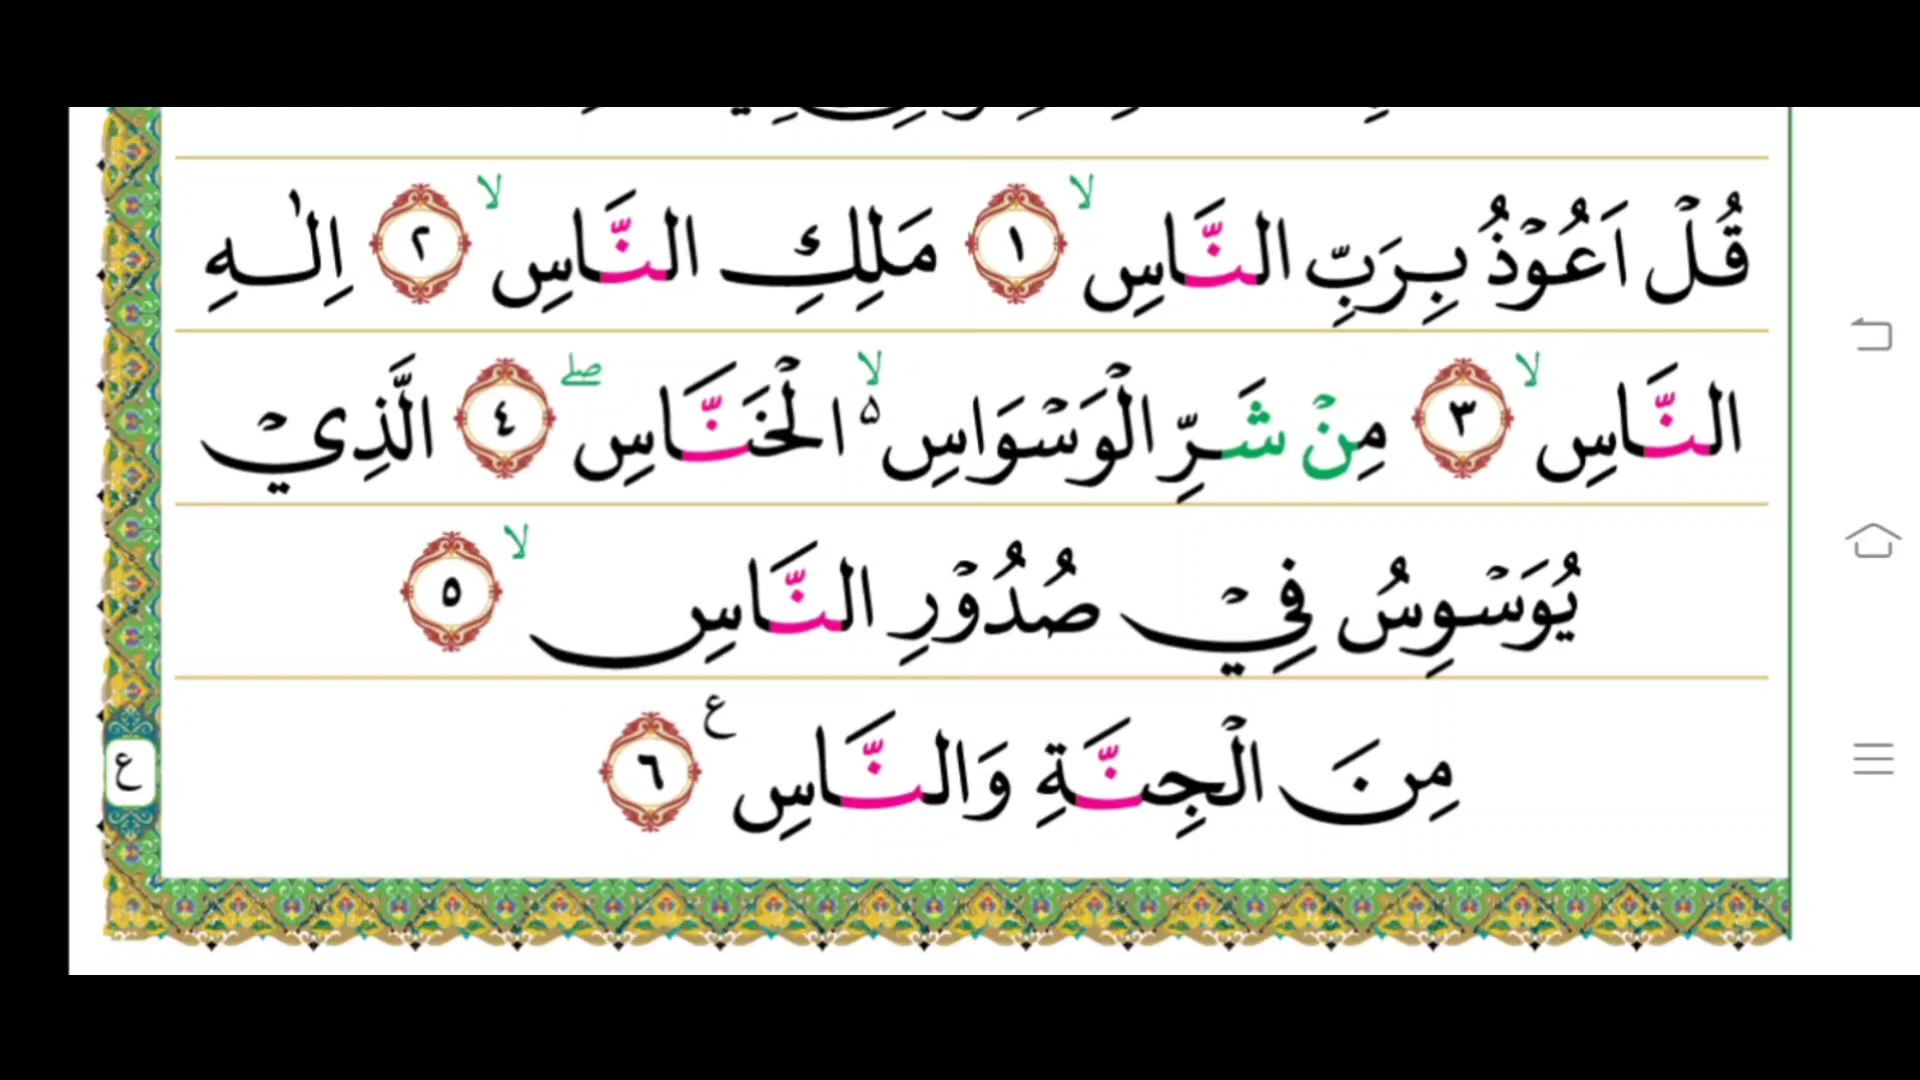 قُلْ اَعُوْذُ بِرَبِّ النَّاسِ ۙ ١ مَلِكِ النَّاسِ ۙ ٢ اِلٰهِ
النَّاسِ ۙ ٣ مِنْ شَرِّ الْوَسْوَاسِ ۵ ۙ الْخَنَّاسِ ۖ ٤ الَّذِيْ
يُوَسْوِسُ فِيْ صُدُوْرِ النَّاسِ ۙ ٥
مِنَ الْجِنَّةِ وَالنَّاسِ ع ٦
ع